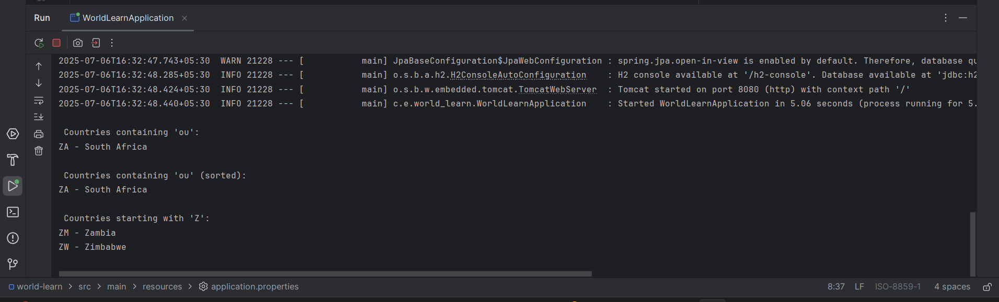 Run WorldLearnApplication
2025-07-06T16:32:47.743+05:30  WARN 21228 --- [           main] JpaBaseConfiguration$JpaWebConfiguration : spring.jpa.open-in-view is enabled by default. Therefore, database qu
2025-07-06T16:32:48.285+05:30  INFO 21228 --- [           main] o.s.b.a.h2.H2ConsoleAutoConfiguration    : H2 console available at '/h2-console'. Database available at 'jdbc:h2
2025-07-06T16:32:48.424+05:30  INFO 21228 --- [           main] o.s.b.w.embedded.tomcat.TomcatWebServer  : Tomcat started on port 8080 (http) with context path '/'
2025-07-06T16:32:48.440+05:30  INFO 21228 --- [           main] c.e.world_learn.WorldLearnApplication    : Started WorldLearnApplication in 5.06 seconds (process running for 5.
Countries containing 'ou':
ZA - South Africa
Countries containing 'ou' (sorted):
ZA - South Africa
Countries starting with 'Z':
ZM - Zambia
ZW - Zimbabwe
world-learn > src > main > resources > application.properties 8:37 LF ISO-8859-1 4 spaces